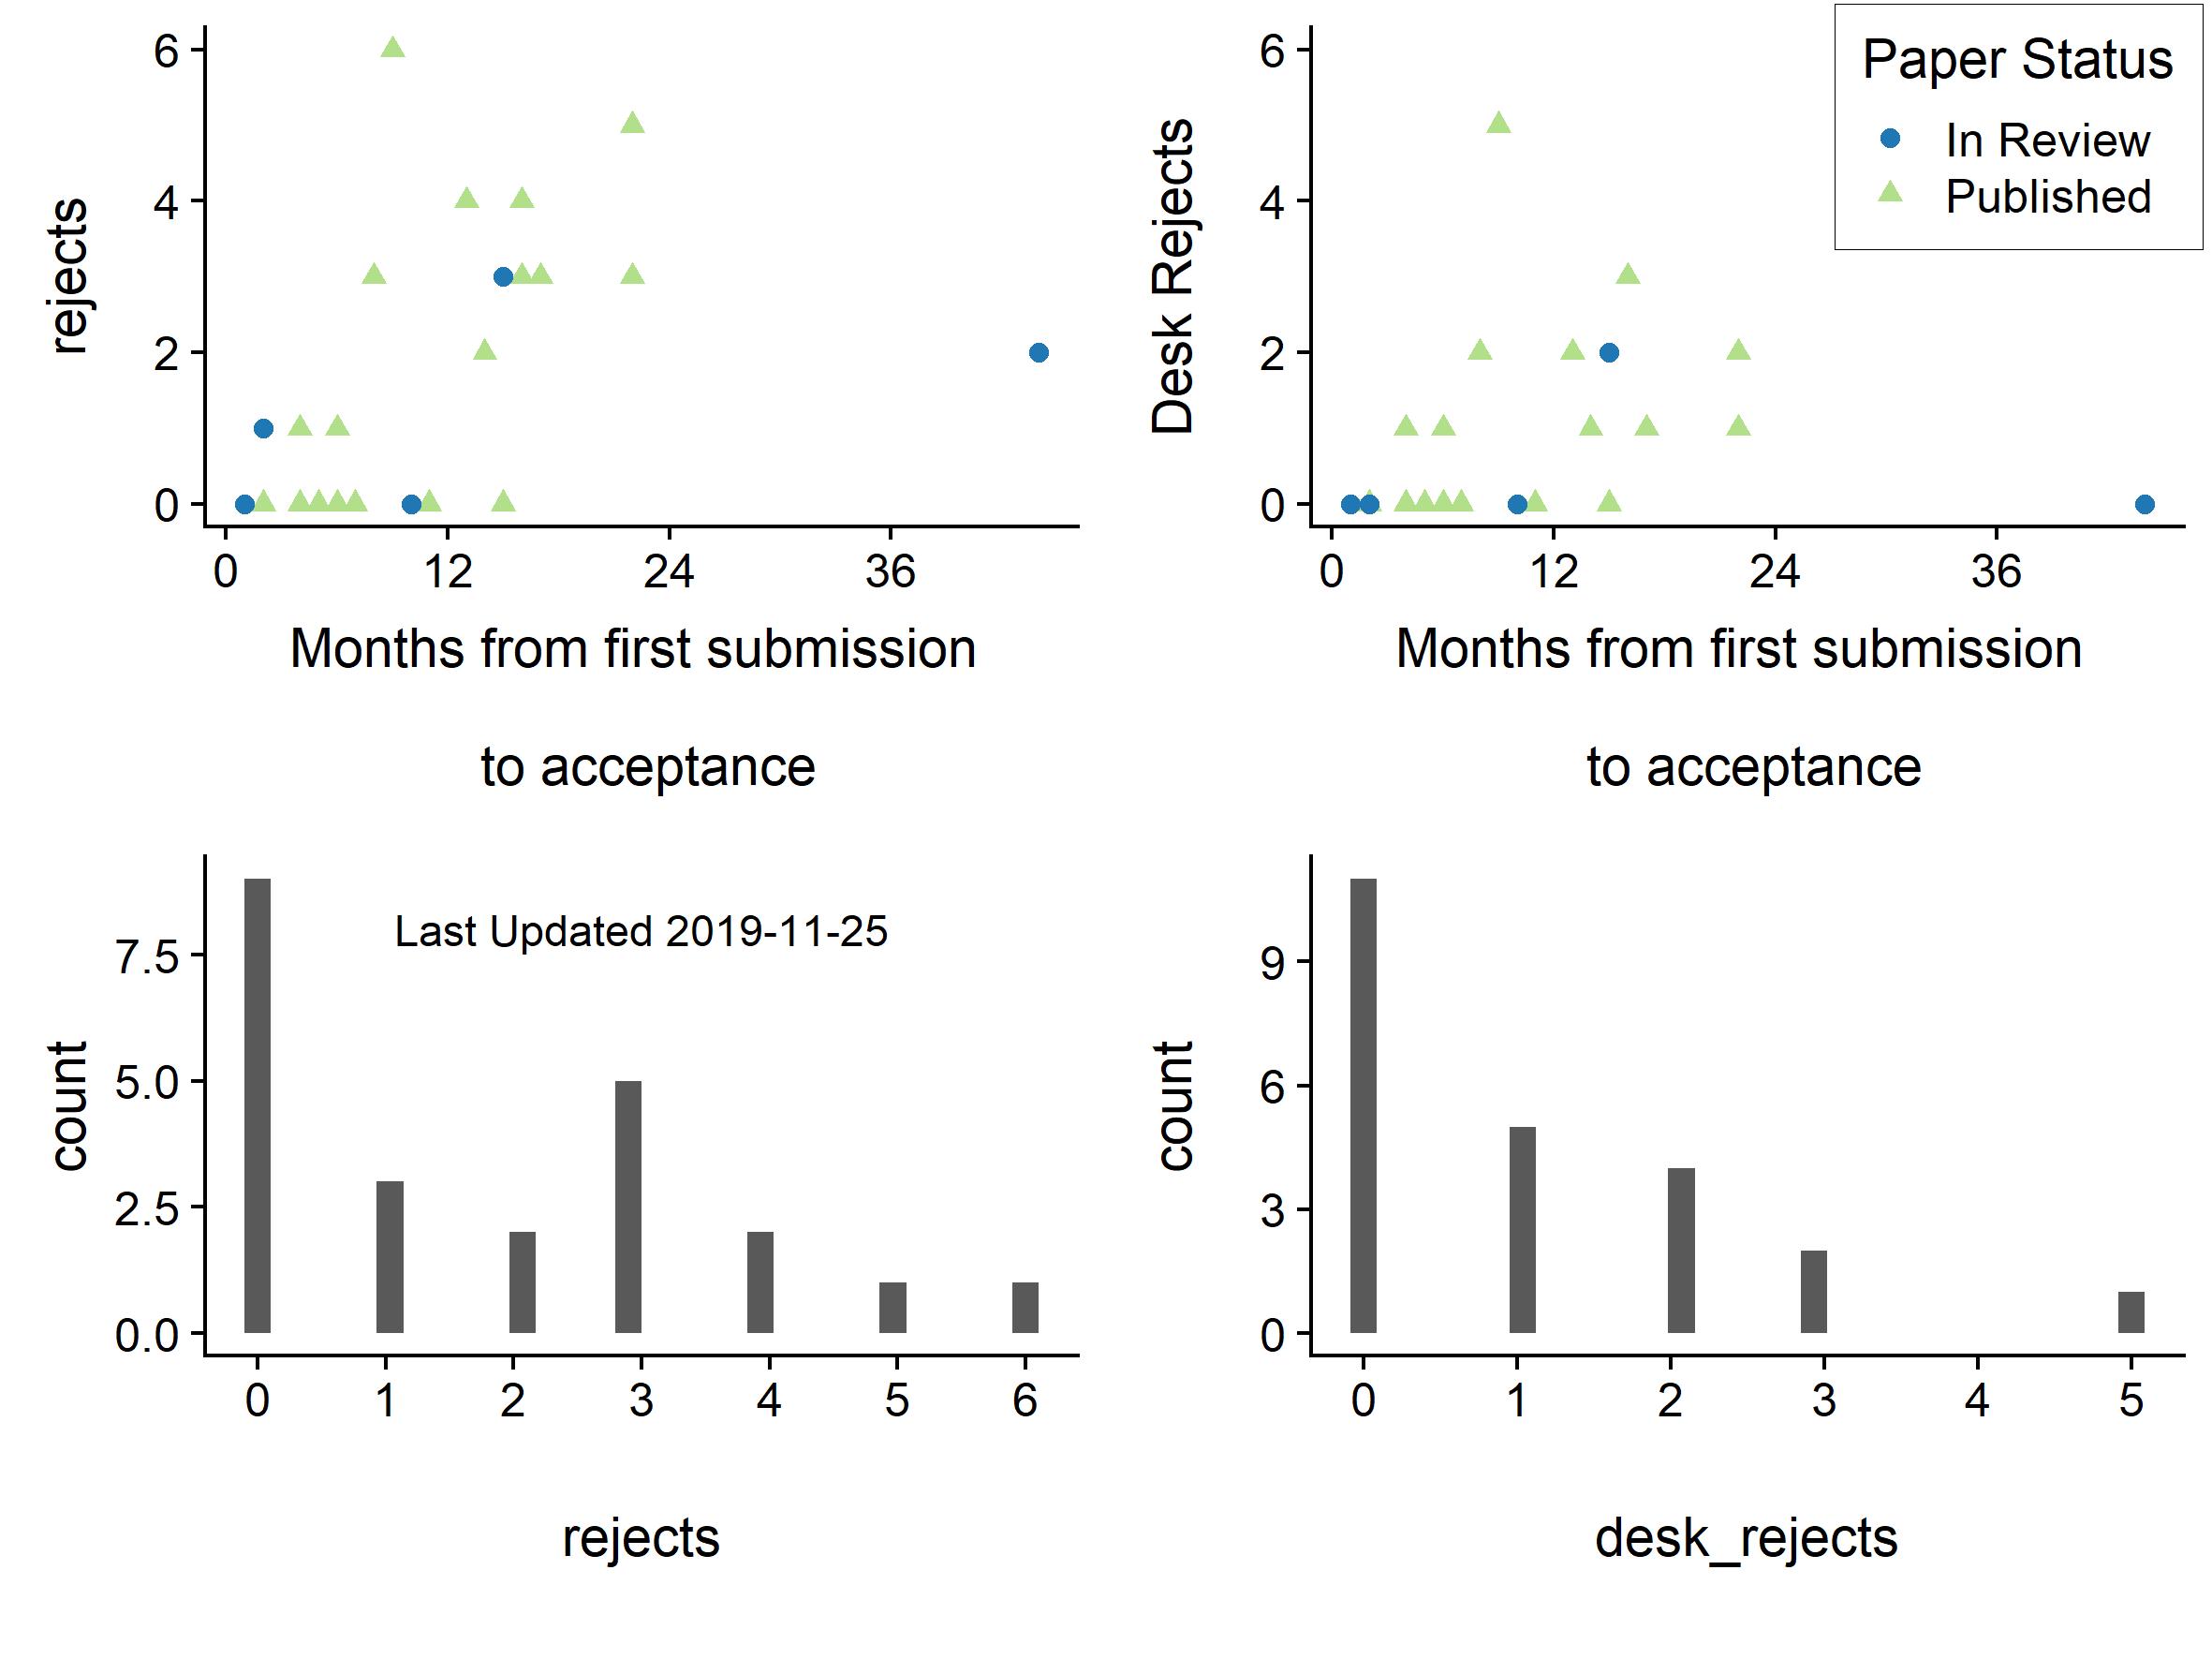 6
4
2
0
rejects
0 12 24 36
Months from first submission
to acceptance
6
4
2
0
Desk Rejects
0 12 24 36
Months from first submission
to acceptance
Paper Status
In Review
Published
7.5
5.0
2.5
0.0
count
Last Updated 2019-11-25
0 1 2 3 4 5 6
rejects
9
6
3
0
count
0 1 2 3 4 5
desk_rejects